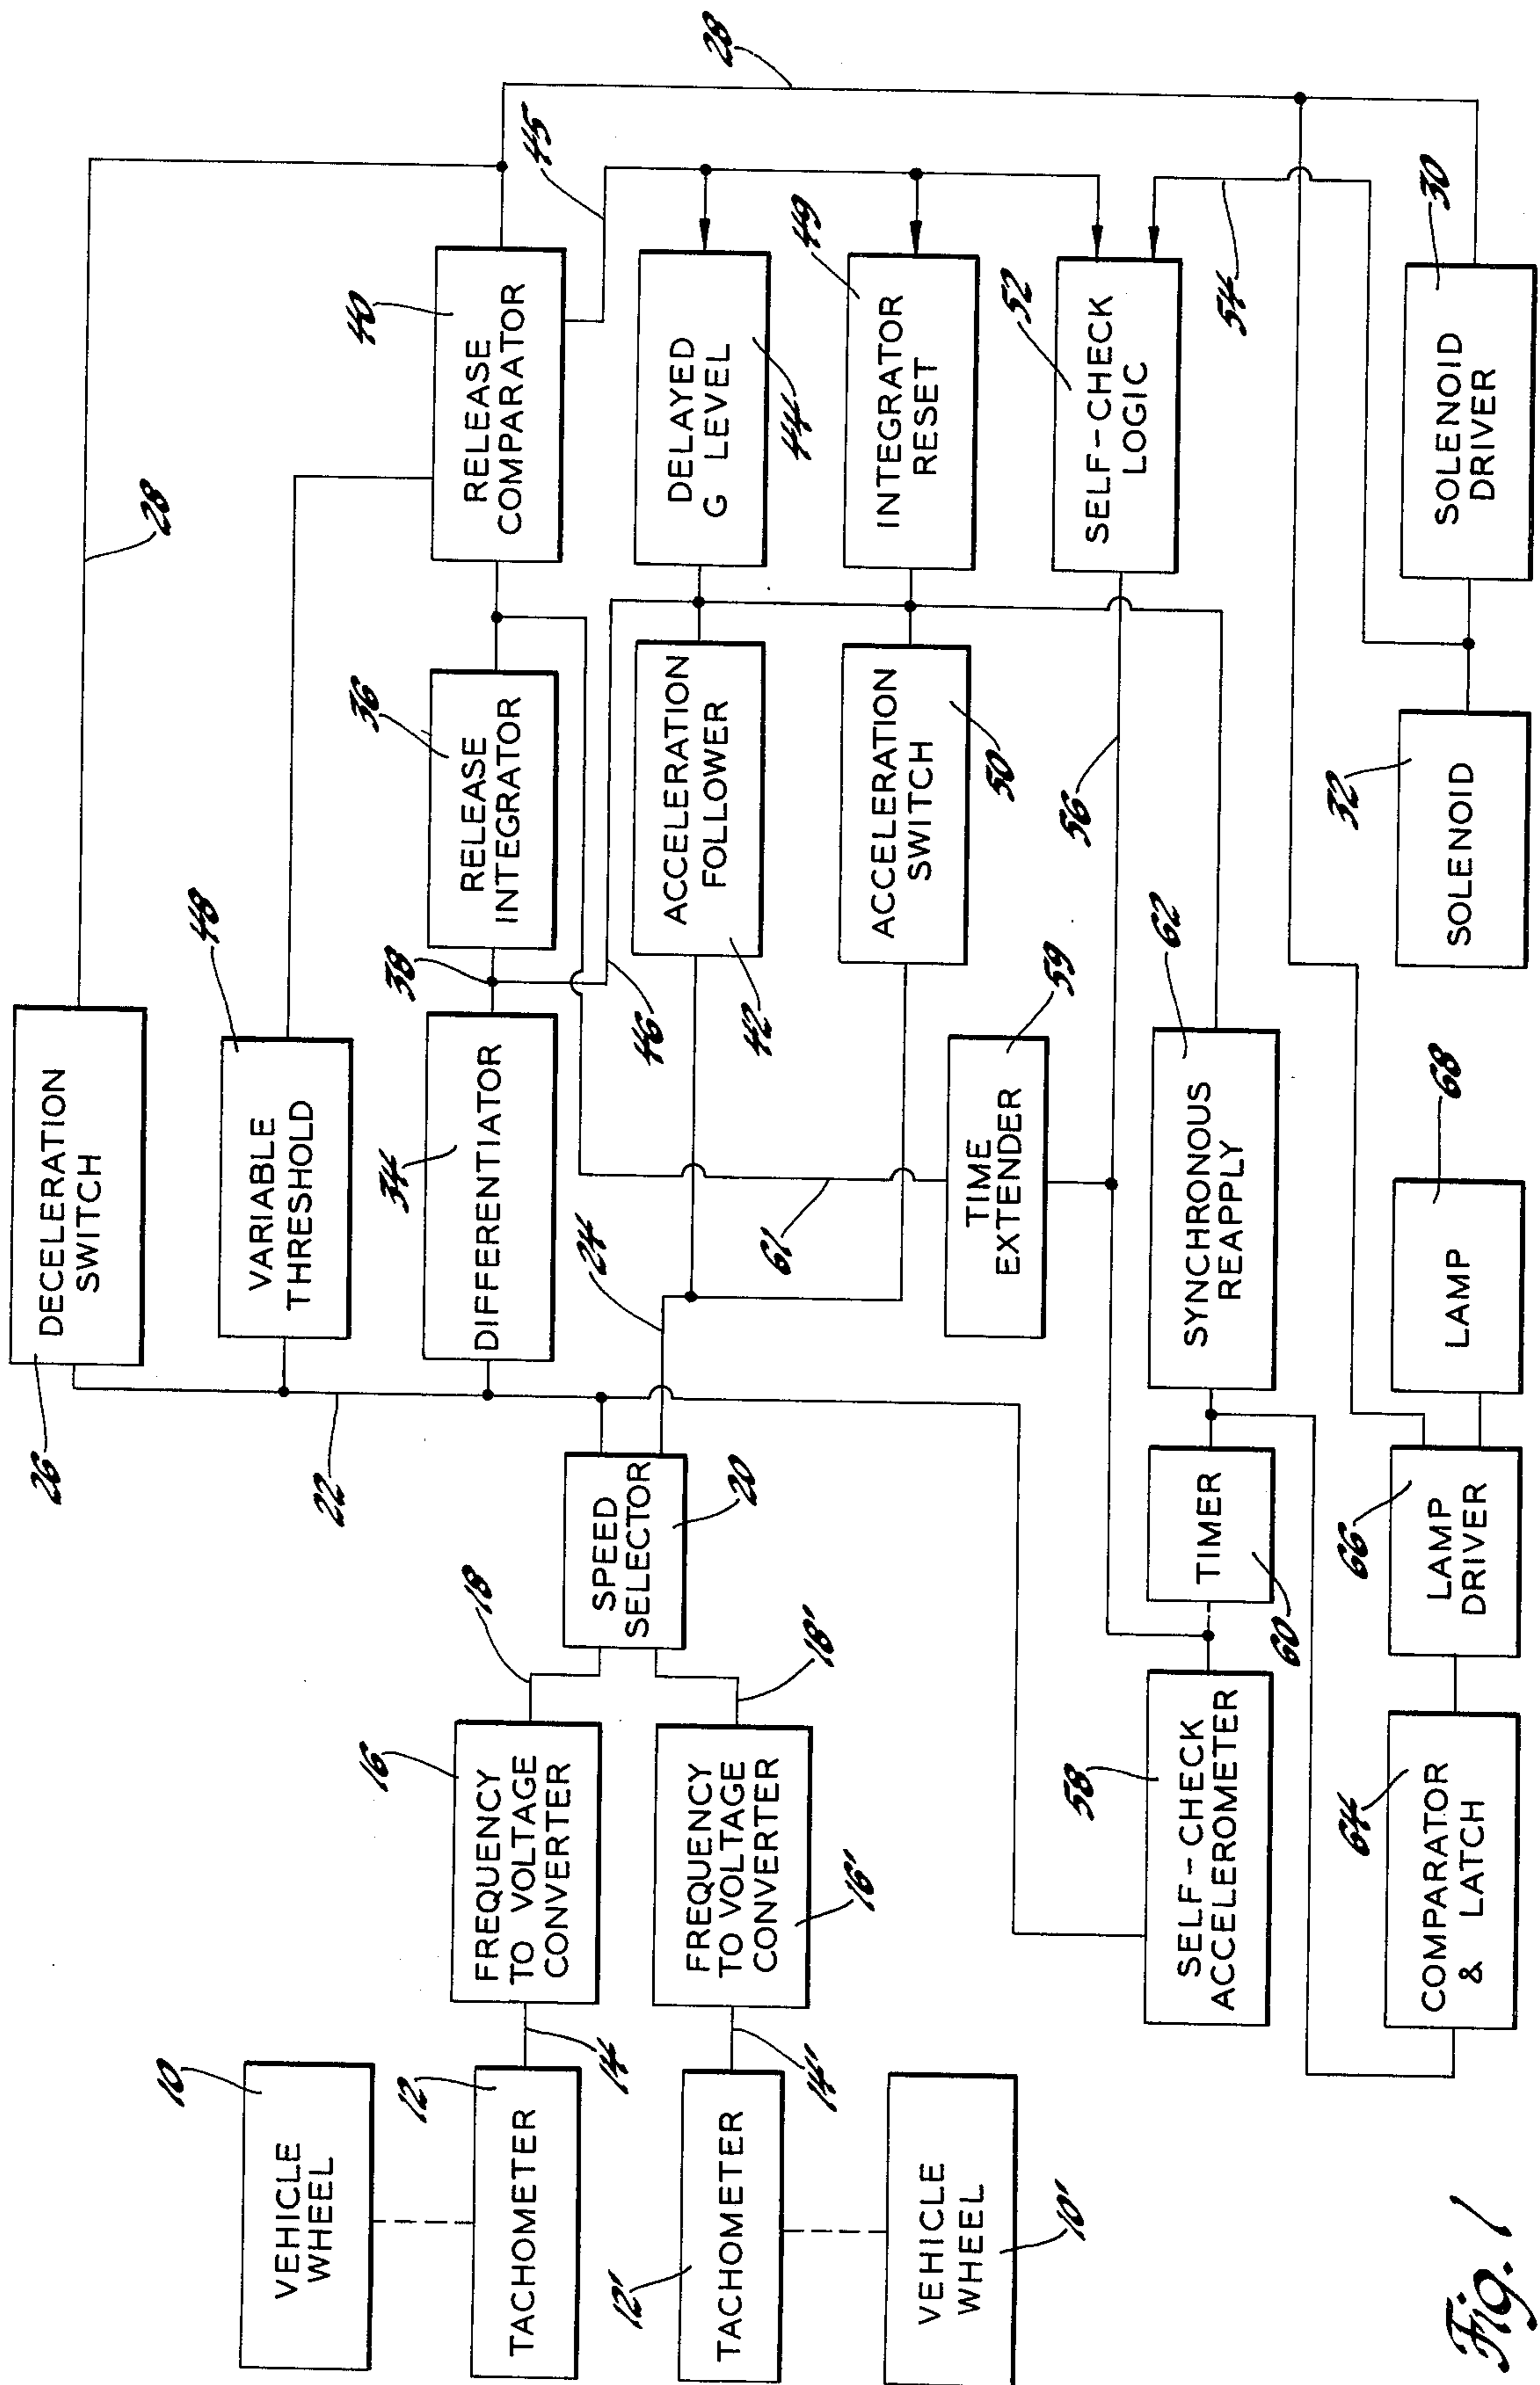 10
VEHICLE
WHEEL
12
TACHOMETER
14
12'
TACHOMETER
14'
VEHICLE
WHEEL
10'
16
FREQUENCY
TO VOLTAGE
CONVERTER
18
FREQUENCY
TO VOLTAGE
CONVERTER
16'
18'
SPEED
SELECTOR
20
22
24
26
DECELERATION
SWITCH
28
48
VARIABLE
THRESHOLD
34
DIFFERENTIATOR
38
36
RELEASE
INTEGRATOR
40
RELEASE
COMPARATOR
45
28
46
ACCELERATION
FOLLOWER
42
DELAYED
G LEVEL
44
ACCELERATION
SWITCH
50
49
INTEGRATOR
RESET
61
TIME
EXTENDER
59
56
52
SELF-CHECK
LOGIC
54
58
SELF-CHECK
ACCELEROMETER
TIMER
60
62
SYNCHRONOUS
REAPPLY
64
COMPARATOR
& LATCH
66
LAMP
DRIVER
68
LAMP
32
SOLENOID
30
SOLENOID
DRIVER
Fig. 1